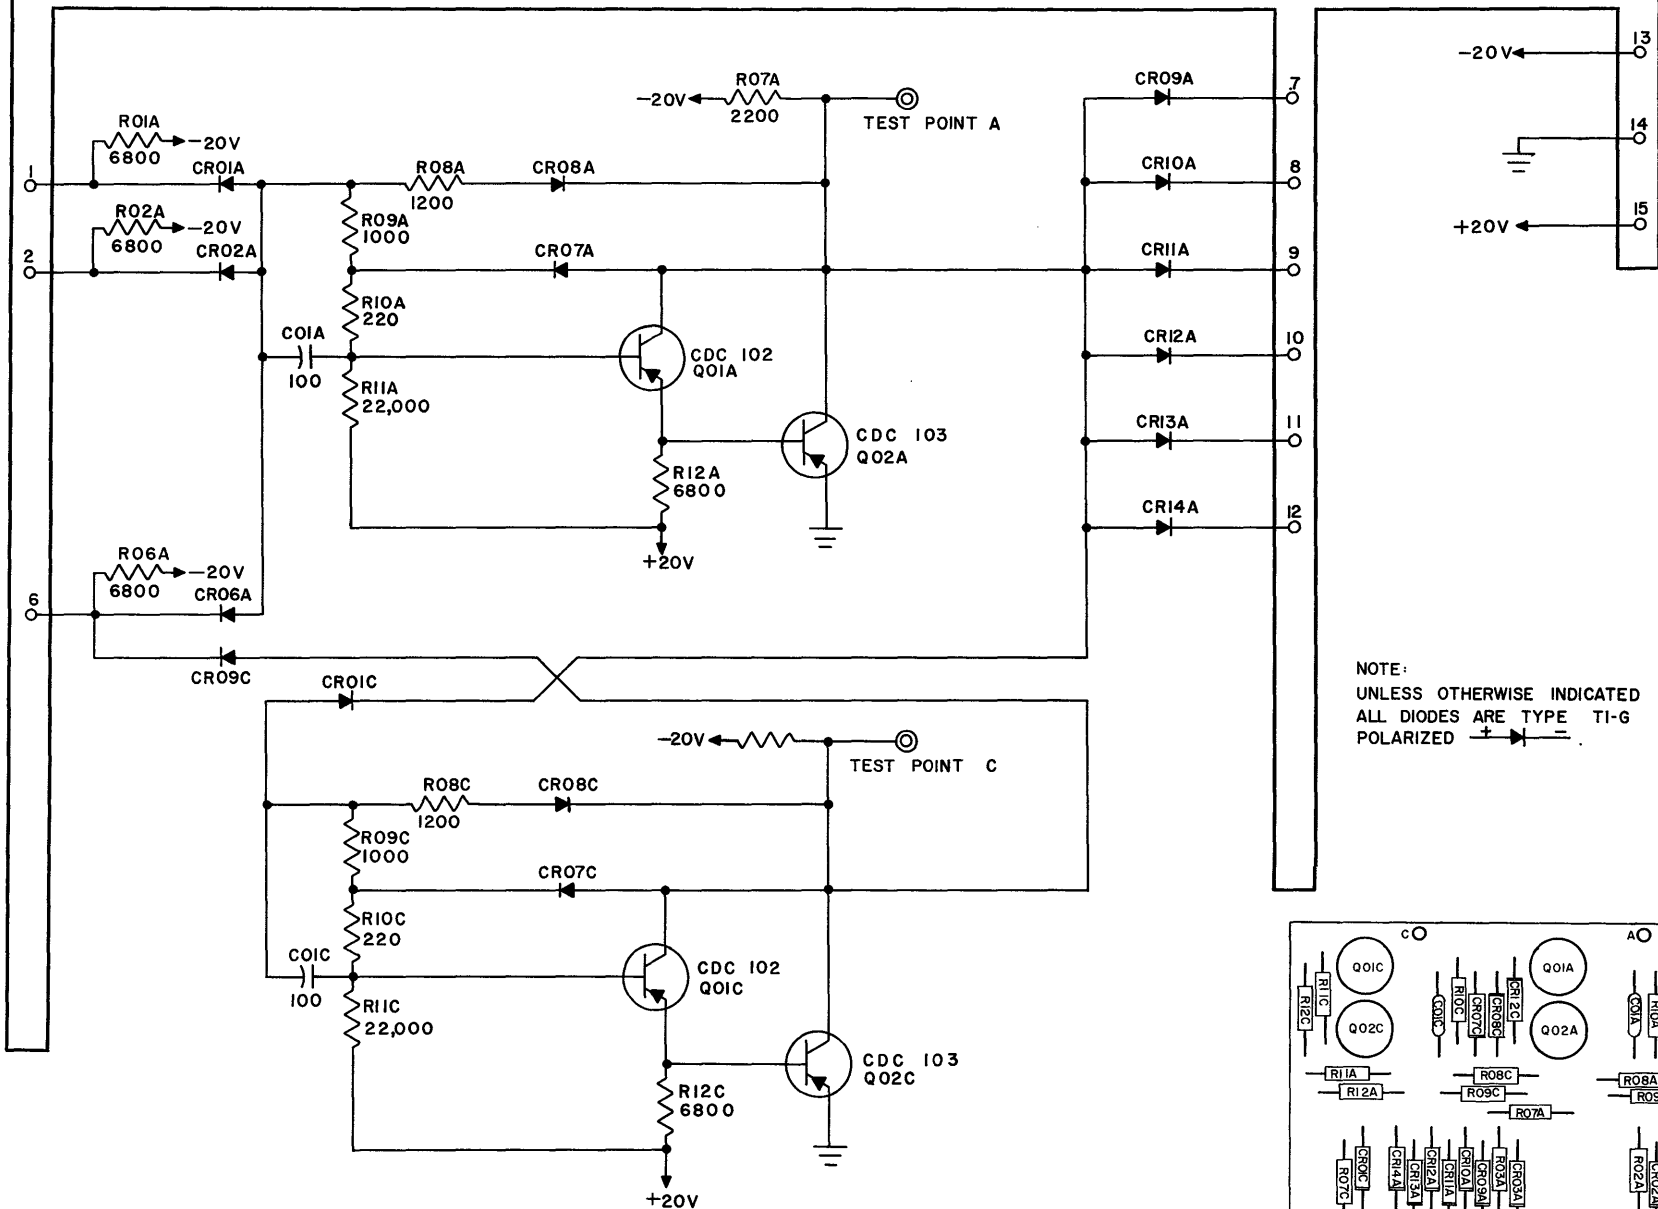 R01A
6800
-20V
CR01A
1
R02A
6800
-20V
CR02A
2
R08A
1200
CR08A
R09A
1000
CR07A
R10A
220
C01A
100
R11A
22,000
-20V
R07A
2200
TEST POINT A
CDC 102
Q01A
CDC 103
Q02A
R12A
6800
+20V
R06A
6800
-20V
CR06A
6
CR09C
CR01C
CR09A
7
CR10A
8
CR11A
9
CR12A
10
CR13A
11
CR14A
12
-20V
13
14
+20V
15
-20V
TEST POINT C
R08C
1200
CR08C
R09C
1000
CR07C
R10C
220
C01C
100
R11C
22,000
CDC 102
Q01C
CDC 103
Q02C
R12C
6800
+20V
NOTE:
UNLESS OTHERWISE INDICATED
ALL DIODES ARE TYPE TI-G
POLARIZED + -
C
A
Q01C
Q01A
R12C
R11C
C01C
R10C
CR07C
CR08C
CR12C
C01A
R10A
Q02C
Q02A
R11A
R12A
R08C
R09C
R07A
R08A
R09
R07C
CR01C
CR14A
CR13A
CR12A
CR11A
CR10A
CR09A
R03A
CR03A
R02A
CR02A